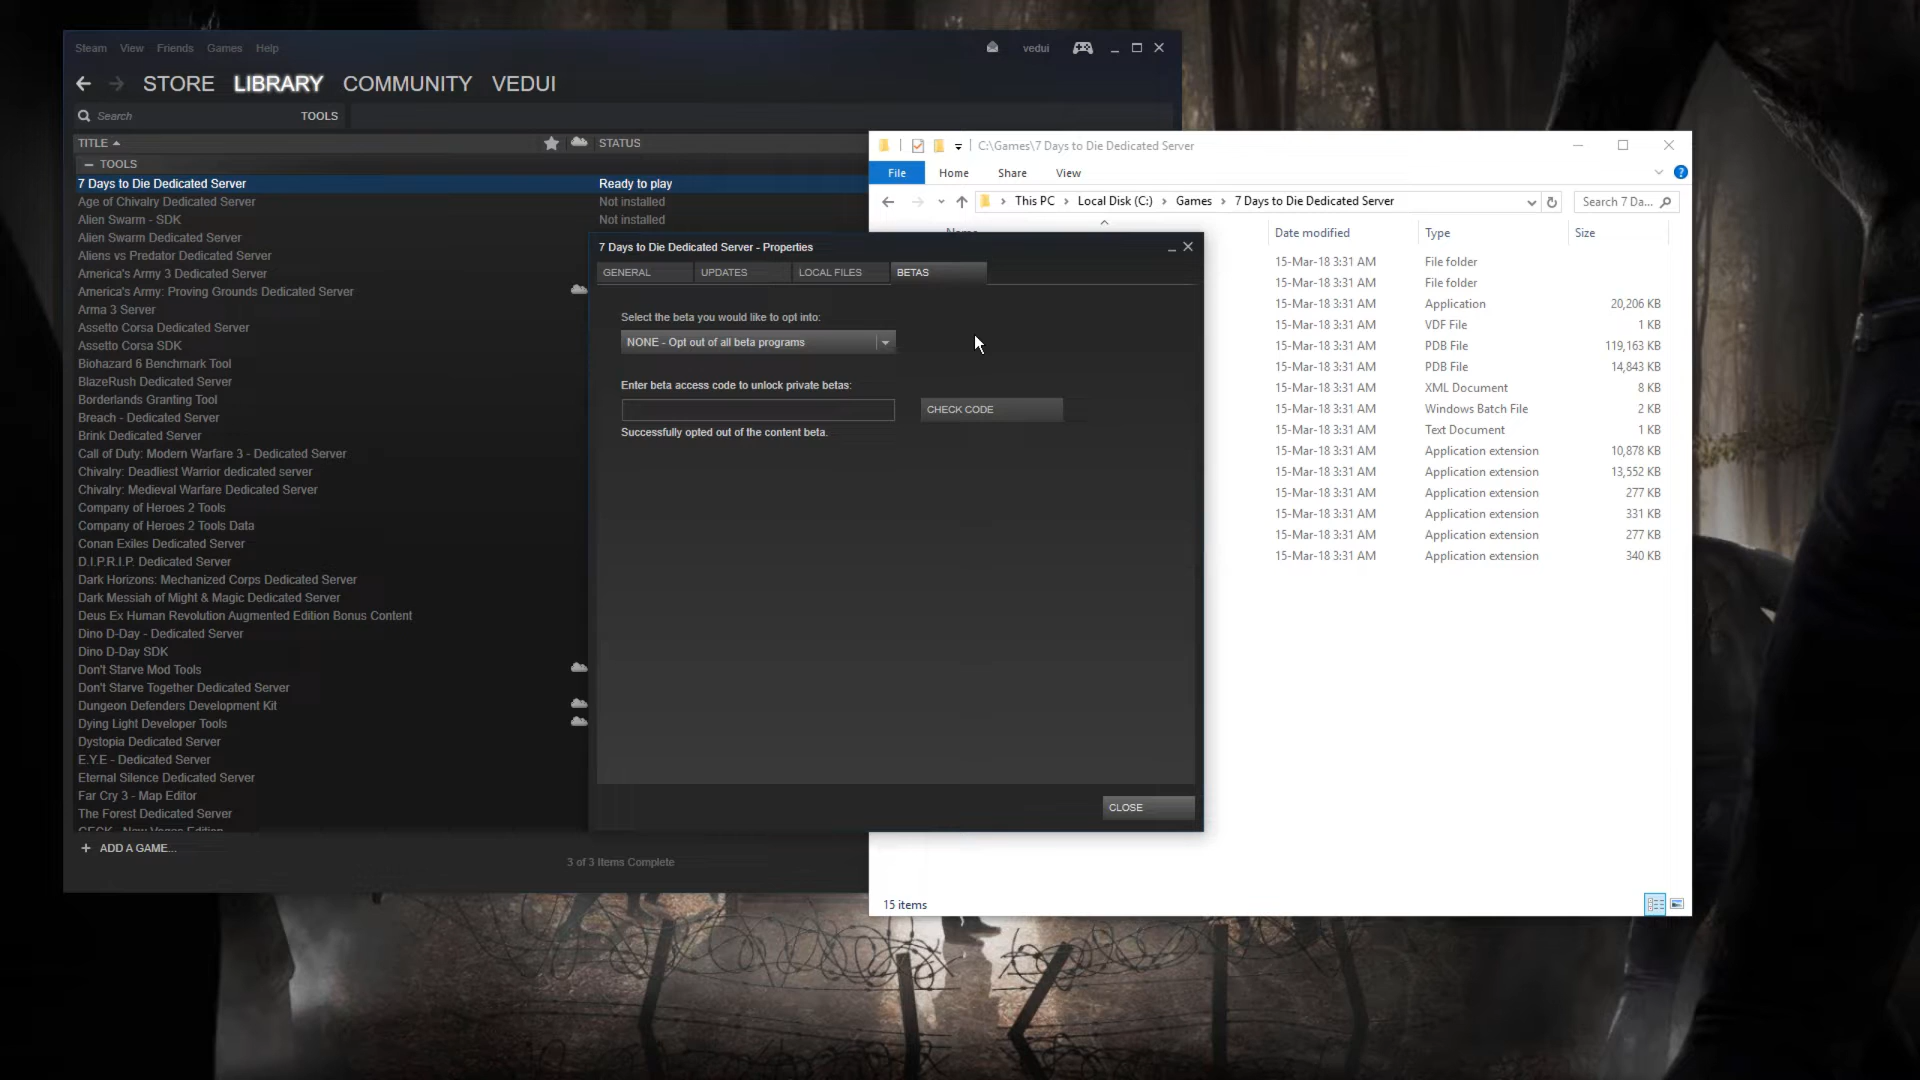 Steam View Friends Games Help
vedui
STORE LIBRARY COMMUNITY VEDUI
Search
TOOLS
TITLE
STATUS
TOOLS
7 Days to Die Dedicated Server Ready to play
Age of Chivalry Dedicated Server Not installed
Alien Swarm - SDK Not installed
Alien Swarm Dedicated Server
Aliens vs Predator Dedicated Server
America's Army 3 Dedicated Server
America's Army: Proving Grounds Dedicated Server
Arma 3 Server
Assetto Corsa Dedicated Server
Assetto Corsa SDK
Biohazard 6 Benchmark Tool
BlazeRush Dedicated Server
Borderlands Granting Tool
Breach - Dedicated Server
Brink Dedicated Server
Call of Duty: Modern Warfare 3 - Dedicated Server
Chivalry: Deadliest Warrior dedicated server
Chivalry: Medieval Warfare Dedicated Server
Company of Heroes 2 Tools
Company of Heroes 2 Tools Data
Conan Exiles Dedicated Server
D.I.P.R.I.P. Dedicated Server
Dark Horizons: Mechanized Corps Dedicated Server
Dark Messiah of Might & Magic Dedicated Server
Deus Ex Human Revolution Augmented Edition Bonus Content
Dino D-Day - Dedicated Server
Dino D-Day SDK
Don't Starve Mod Tools
Don't Starve Together Dedicated Server
Dungeon Defenders Development Kit
Dying Light Developer Tools
Dystopia Dedicated Server
E.Y.E - Dedicated Server
Eternal Silence Dedicated Server
Far Cry 3 - Map Editor
The Forest Dedicated Server
GECK - New Vegas Edition
+ ADD A GAME...
3 of 3 Items Complete
7 Days to Die Dedicated Server - Properties
GENERAL UPDATES LOCAL FILES BETAS
Select the beta you would like to opt into:
NONE - Opt out of all beta programs
Enter beta access code to unlock private betas:
CHECK CODE
Successfully opted out of the content beta.
CLOSE
C:\Games\7 Days to Die Dedicated Server
File Home Share View
This PC > Local Disk (C:) > Games > 7 Days to Die Dedicated Server
Search 7 Da...
Name Date modified Type Size
15-Mar-18 3:31 AM File folder
15-Mar-18 3:31 AM File folder
15-Mar-18 3:31 AM Application 20,206 KB
15-Mar-18 3:31 AM VDF File 1 KB
15-Mar-18 3:31 AM PDB File 119,163 KB
15-Mar-18 3:31 AM PDB File 14,843 KB
15-Mar-18 3:31 AM XML Document 8 KB
15-Mar-18 3:31 AM Windows Batch File 2 KB
15-Mar-18 3:31 AM Text Document 1 KB
15-Mar-18 3:31 AM Application extension 10,878 KB
15-Mar-18 3:31 AM Application extension 13,552 KB
15-Mar-18 3:31 AM Application extension 277 KB
15-Mar-18 3:31 AM Application extension 331 KB
15-Mar-18 3:31 AM Application extension 277 KB
15-Mar-18 3:31 AM Application extension 340 KB
15 items